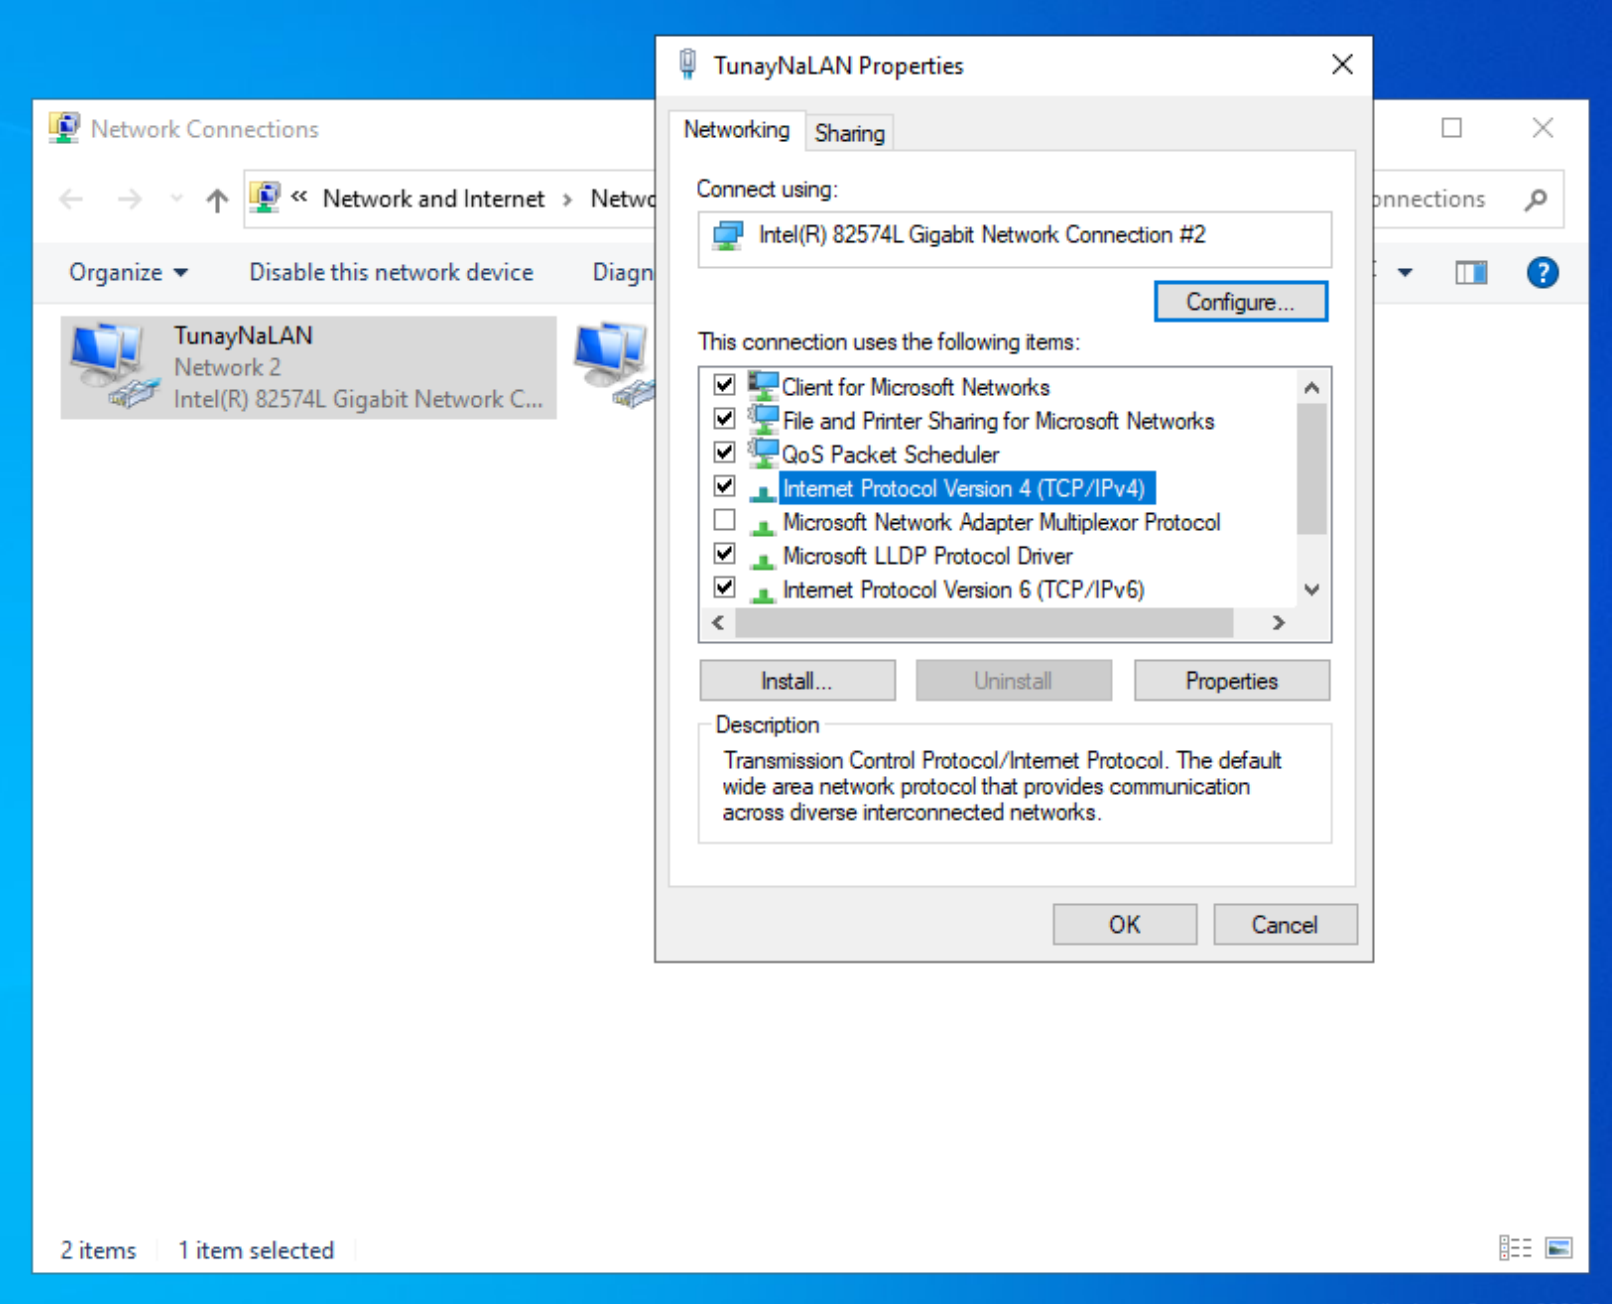 TunayNaLAN Properties
Network Connections
Networking
Sharing
Connect using:
« Network and Internet > Netwo
onnections
Intel(R) 82574L Gigabit Network Connection #2
Organize
Disable this network device
Diagn
Configure...
TunayNaLAN
Network 2
Intel(R) 82574L Gigabit Network C...
This connection uses the following items:
Client for Microsoft Networks
File and Printer Sharing for Microsoft Networks
QoS Packet Scheduler
Internet Protocol Version 4 (TCP/IPv4)
Microsoft Network Adapter Multiplexor Protocol
Microsoft LLDP Protocol Driver
Internet Protocol Version 6 (TCP/IPv6)
Install...
Uninstall
Properties
Description
Transmission Control Protocol/Internet Protocol. The default
wide area network protocol that provides communication
across diverse interconnected networks.
OK
Cancel
2 items
1 item selected